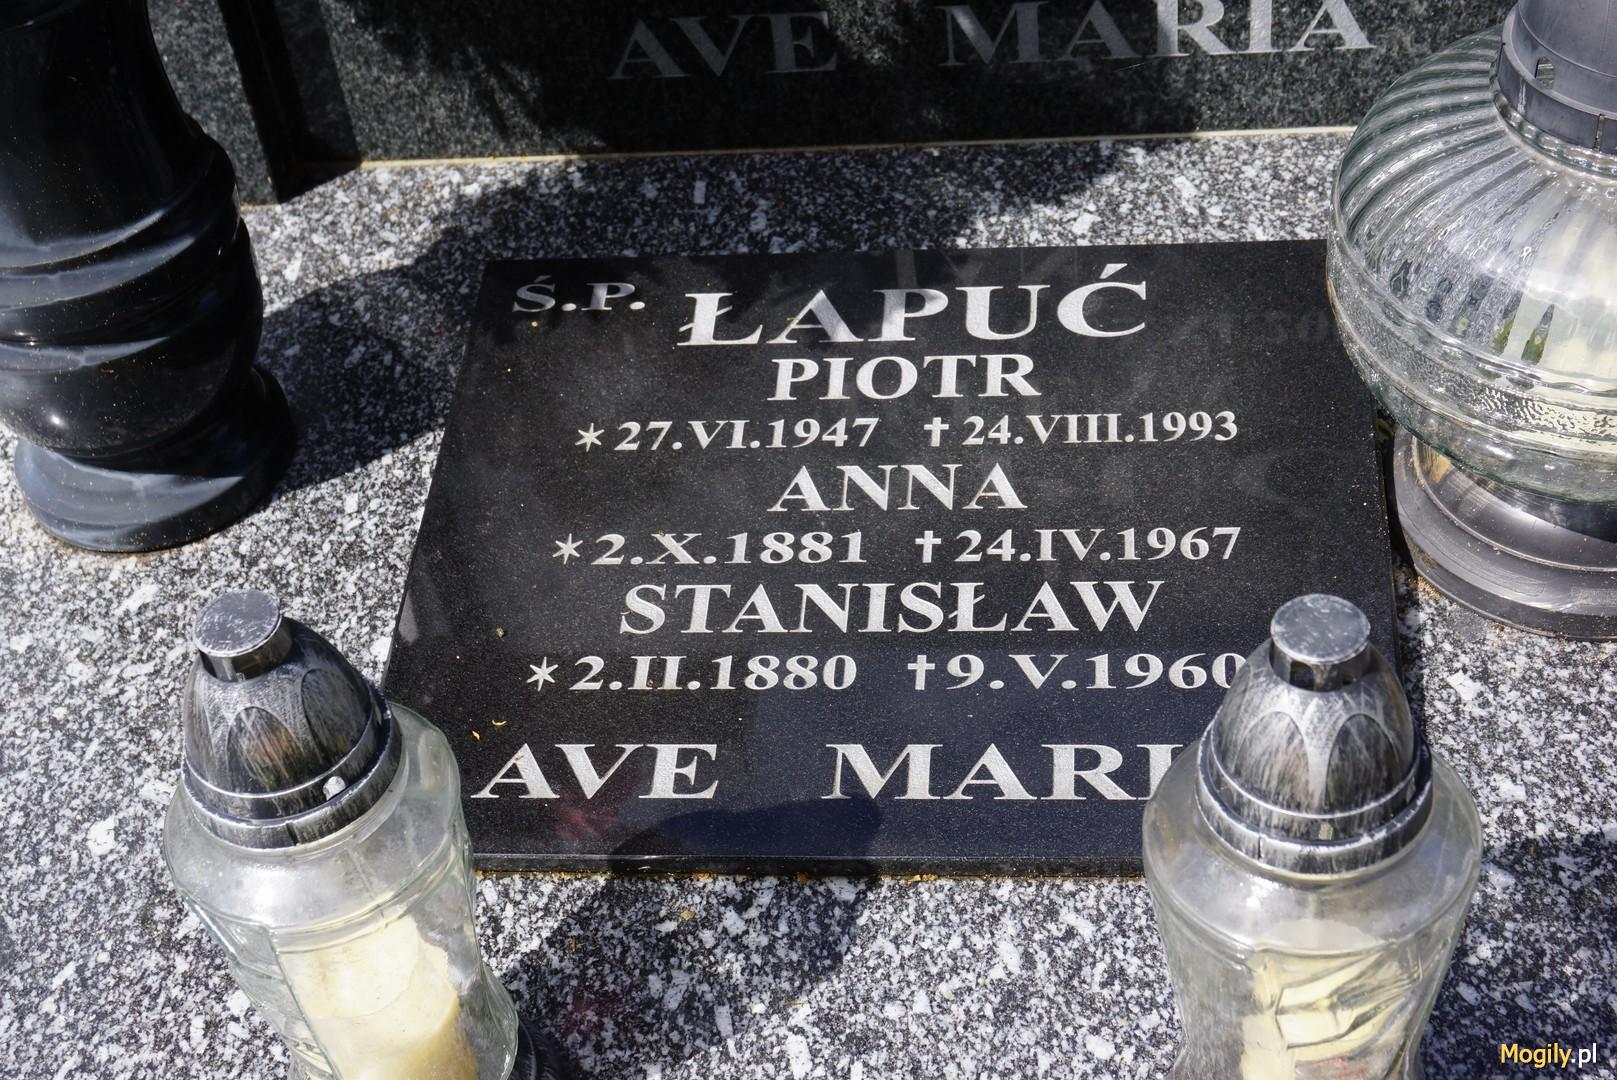 AVE MARIA
Ś.P. ŁAPUĆ
PIOTR
✶27.VI.1947 ✝24.VIII.1993
ANNA
✶2.X.1881 ✝24.IV.1967
STANISŁAW
✶2.II.1880 ✝9.V.1960
AVE MARI
Mogily.pl